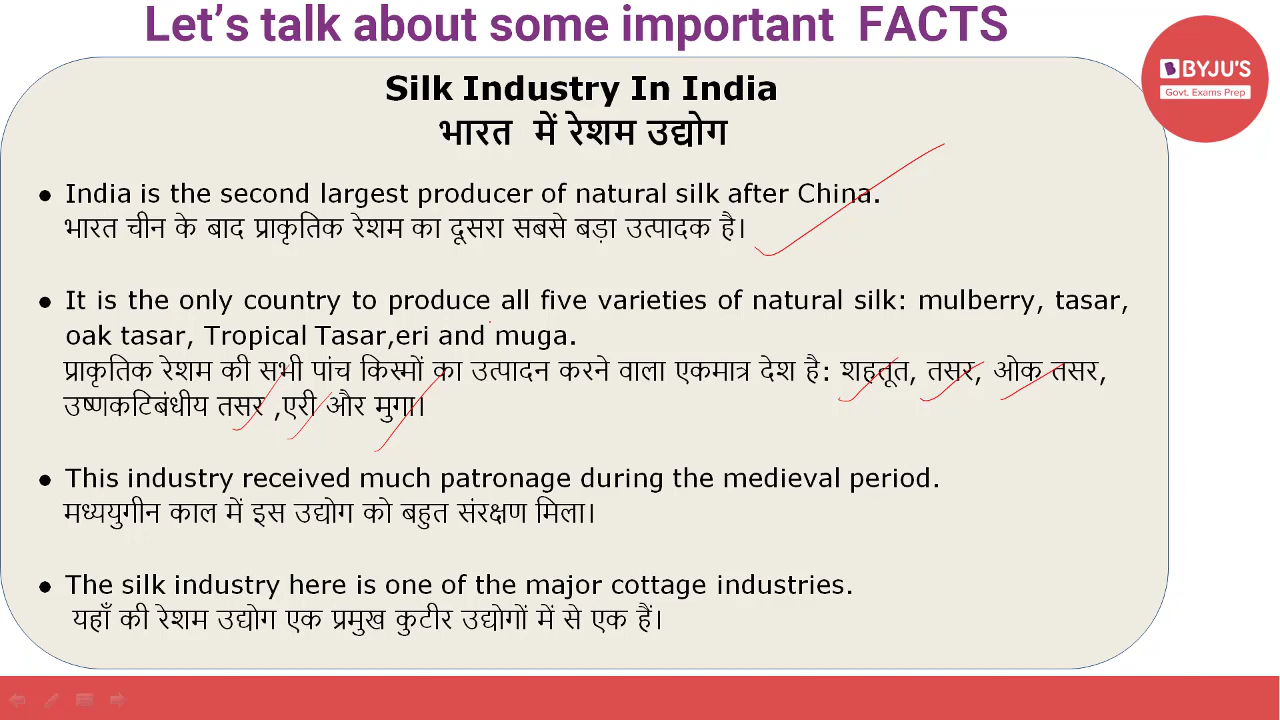 Let's talk about some important FACTS
BYJU'S
Govt. Exams Prep
Silk Industry In India
भारत में रेशम उद्योग
● India is the second largest producer of natural silk after China.
भारत चीन के बाद प्राकृतिक रेशम का दूसरा सबसे बड़ा उत्पादक है।
● It is the only country to produce all five varieties of natural silk: mulberry, tasar,
oak tasar, Tropical Tasar,eri and muga.
प्राकृतिक रेशम की सभी पांच किस्मों का उत्पादन करने वाला एकमात्र देश है: शहतूत, तसर, ओक तसर,
उष्णकटिबंधीय तसर ,एरी और मुगा।
● This industry received much patronage during the medieval period.
मध्ययुगीन काल में इस उद्योग को बहुत संरक्षण मिला।
● The silk industry here is one of the major cottage industries.
यहाँ की रेशम उद्योग एक प्रमुख कुटीर उद्योगों में से एक हैं।